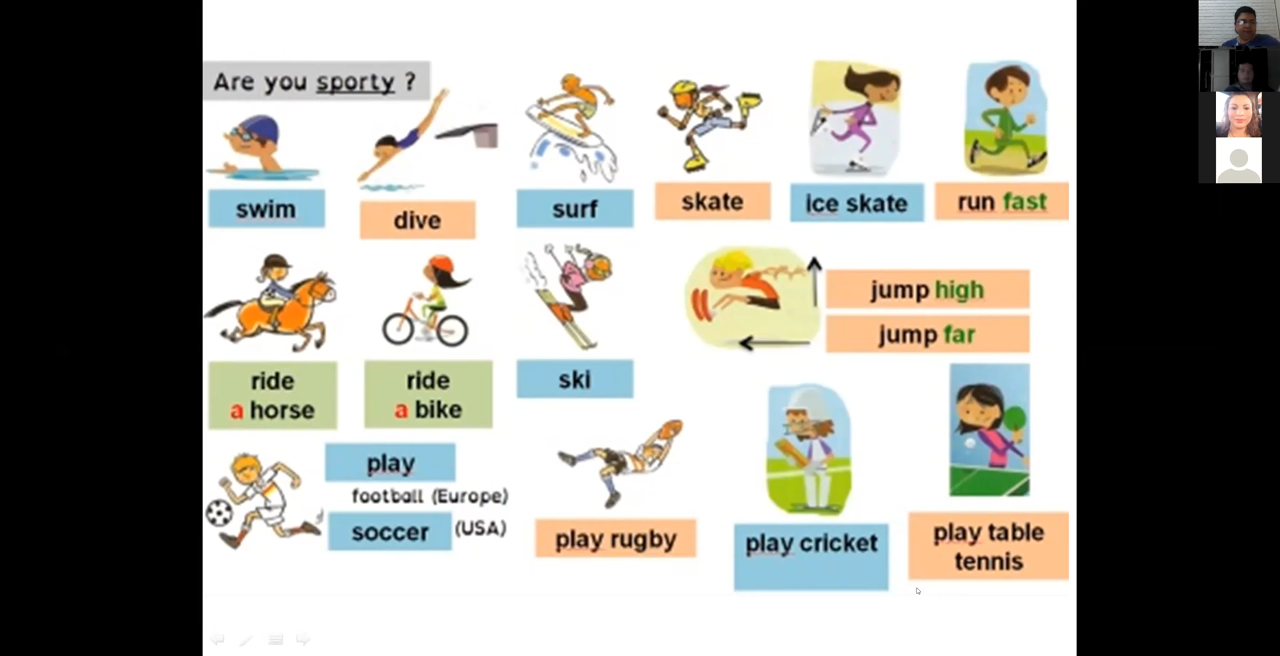 Are you sporty ?
swim
dive
surf
skate
ice skate
run fast
ride
a horse
ride
a bike
ski
jump high
jump far
play
football (Europe)
soccer (USA)
play rugby
play cricket
play table
tennis